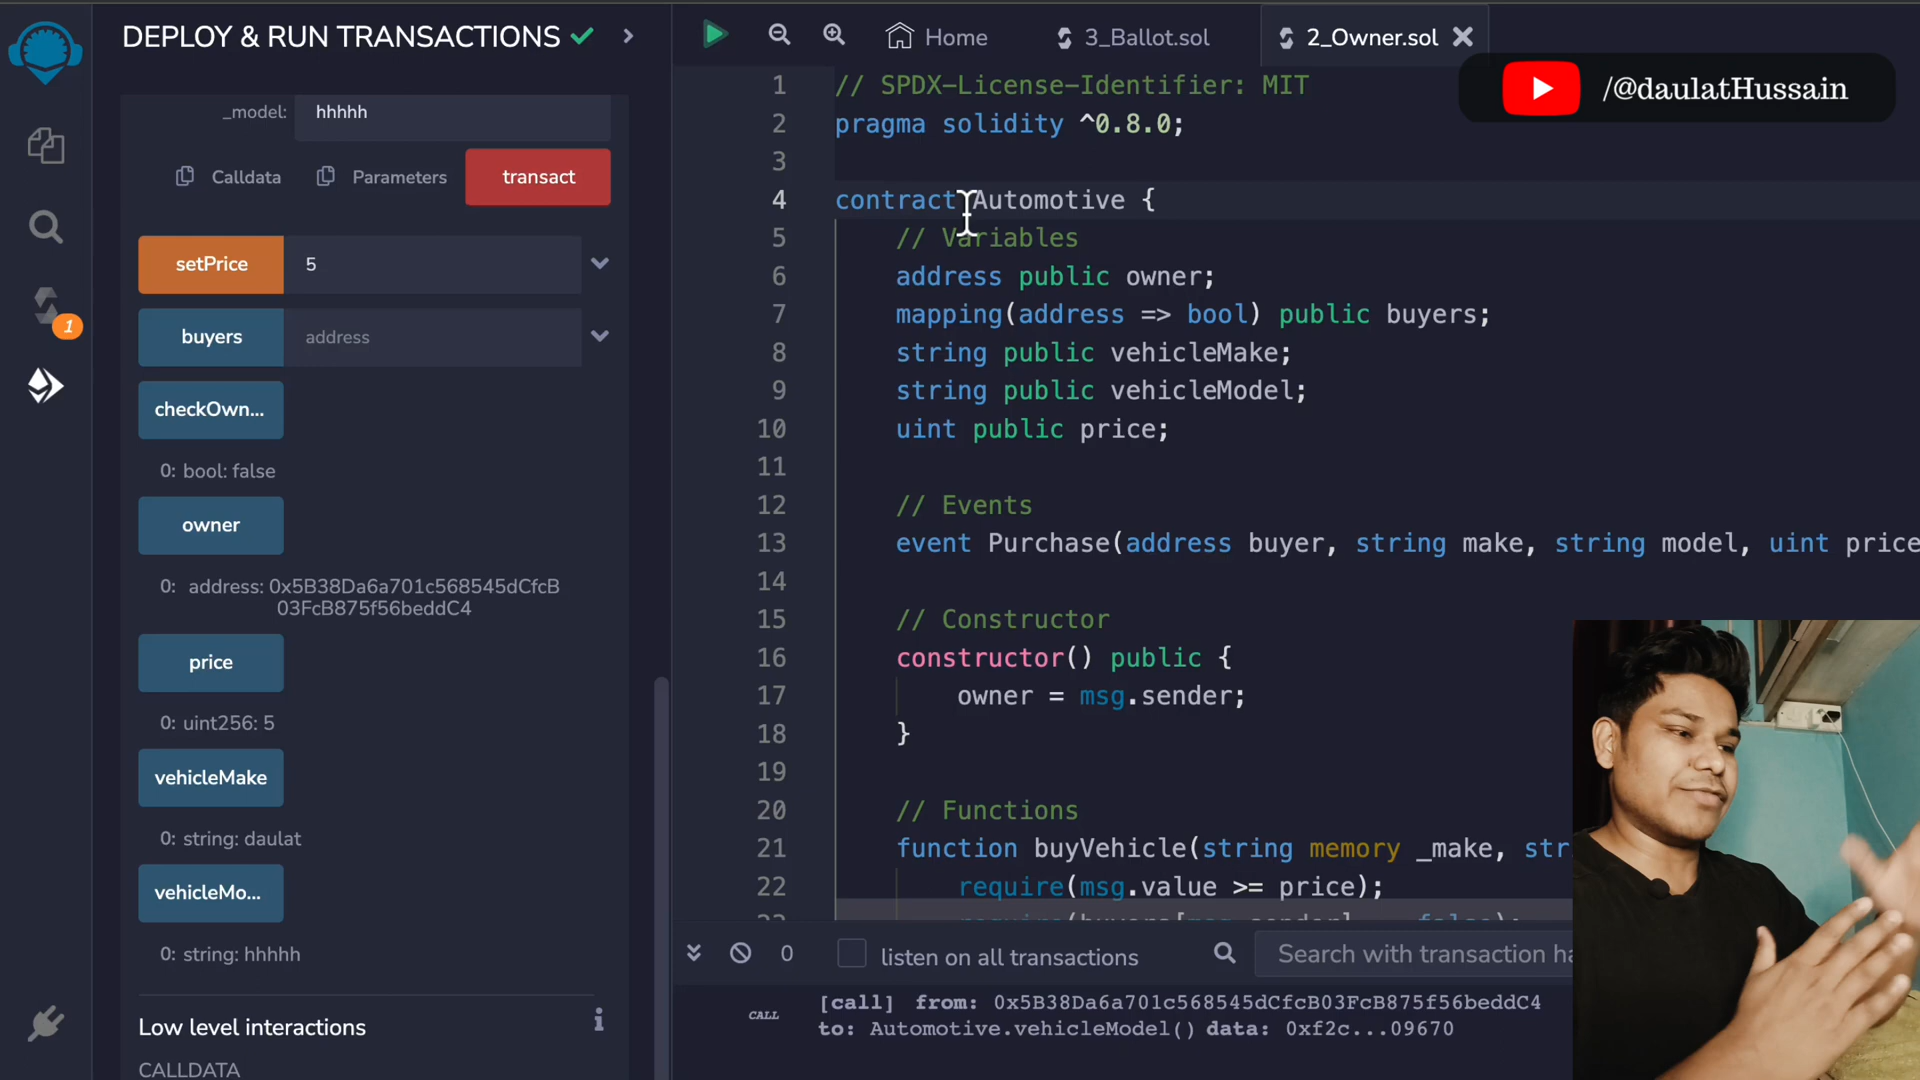 DEPLOY & RUN TRANSACTIONS
_model: hhhhh
Calldata Parameters transact
setPrice 5
buyers address
checkOwn...
0: bool: false
owner
0: address: 0x5B38Da6a701c568545dCfcB
03FcB875f56beddC4
price
0: uint256: 5
vehicleMake
0: string: daulat
vehicleMo...
0: string: hhhhh
Low level interactions
CALLDATA
1
Home 3_Ballot.sol 2_Owner.sol
/@daulatHussain
1 // SPDX-License-Identifier: MIT
2 pragma solidity ^0.8.0;
3
4 contract Automotive {
5 // Variables
6 address public owner;
7 mapping(address => bool) public buyers;
8 string public vehicleMake;
9 string public vehicleModel;
10 uint public price;
11
12 // Events
13 event Purchase(address buyer, string make, string model, uint price
14
15 // Constructor
16 constructor() public {
17 owner = msg.sender;
18 }
19
20 // Functions
21 function buyVehicle(string memory _make, str
22 require(msg.value >= price);
0 listen on all transactions Search with transaction ha
CALL [call] from: 0x5B38Da6a701c568545dCfcB03FcB875f56beddC4
to: Automotive.vehicleModel() data: 0xf2c...09670